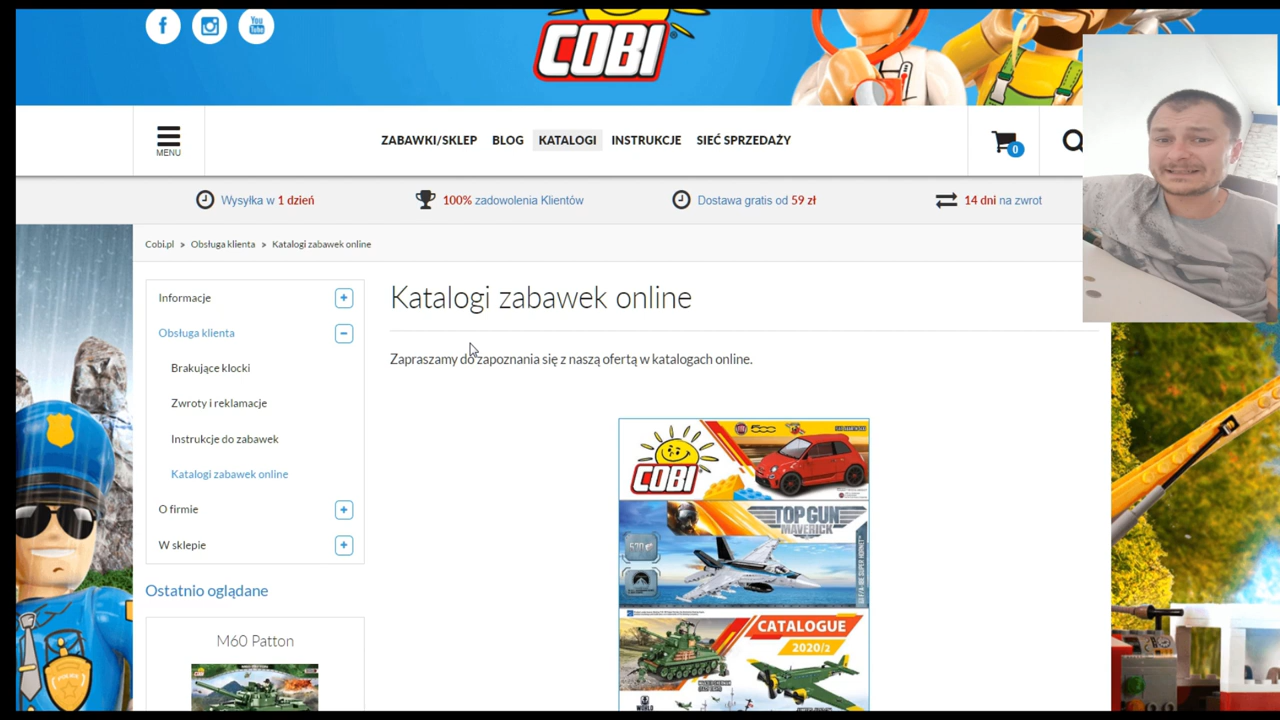 You Tube
COBI
MENU
ZABAWKI/SKLEP BLOG KATALOGI INSTRUKCJE SIEĆ SPRZEDAŻY
0
Wysyłka w 1 dzień
100% zadowolenia Klientów
Dostawa gratis od 59 zł
14 dni na zwrot
Cobi.pl > Obsługa klienta > Katalogi zabawek online
Informacje
Obsługa klienta
Brakujące klocki
Zwroty i reklamacje
Instrukcje do zabawek
Katalogi zabawek online
O firmie
W sklepie
Ostatnio oglądane
M60 Patton
Katalogi zabawek online
Zapraszamy do zapoznania się z naszą ofertą w katalogach online.
COBI
TOP GUN
MAVERICK
CATALOGUE
2020/2
WORLD